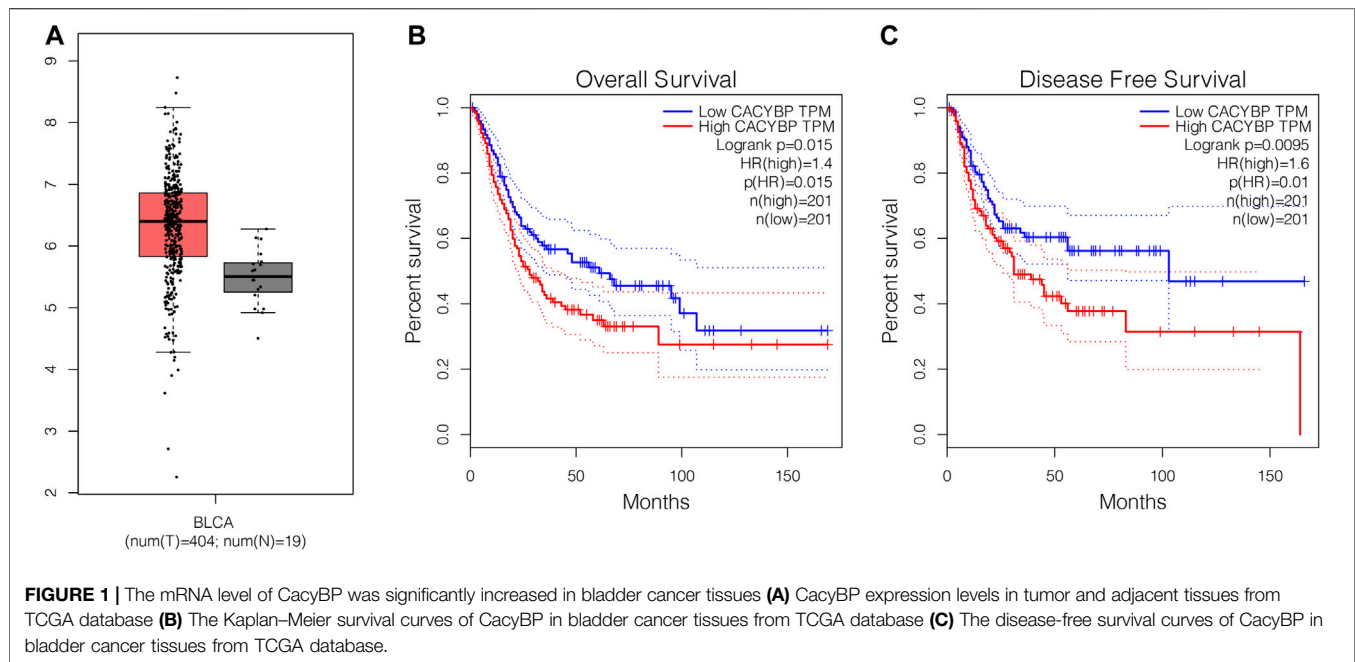 A
9
8
7
6
5
4
3
2
BLCA
(num(T)=404; num(N)=19)
B
Overall Survival
Low CACYBP TPM
High CACYBP TPM
Logrank p=0.015
HR(high)=1.4
p(HR)=0.015
n(high)=201
n(low)=201
Percent survival
1.0
0.8
0.6
0.4
0.2
0.0
0
50
100
150
Months
C
Disease Free Survival
Low CACYBP TPM
High CACYBP TPM
Logrank p=0.0095
HR(high)=1.6
p(HR)=0.01
n(high)=201
n(low)=201
Percent survival
1.0
0.8
0.6
0.4
0.2
0.0
0
50
100
150
Months
FIGURE 1 | The mRNA level of CacyBP was significantly increased in bladder cancer tissues (A) CacyBP expression levels in tumor and adjacent tissues from
TCGA database (B) The Kaplan–Meier survival curves of CacyBP in bladder cancer tissues from TCGA database (C) The disease-free survival curves of CacyBP in
bladder cancer tissues from TCGA database.